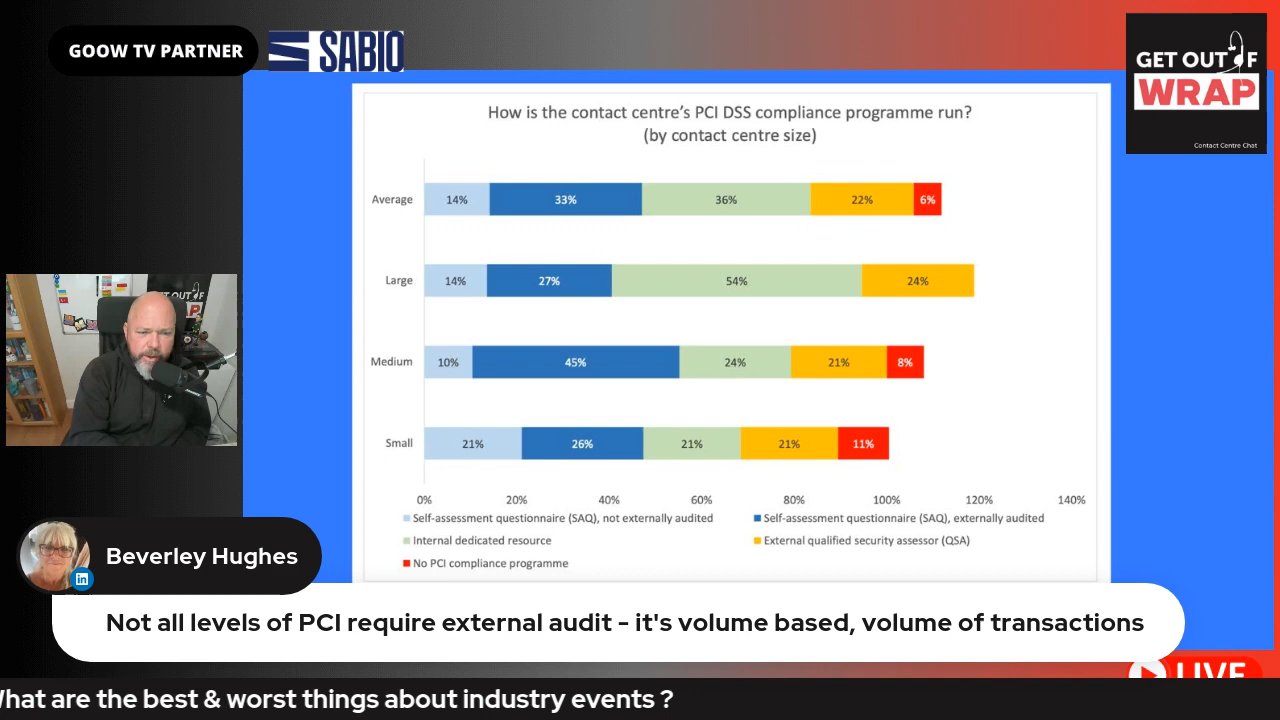 GOOW TV PARTNER
SABIO
GET OUT OF
WRAP
Contact Centre Chat
How is the contact centre's PCI DSS compliance programme run?
(by contact centre size)
Average 14% 33% 36% 22% 6%
Large 14% 27% 54% 24%
Medium 10% 45% 24% 21% 8%
Small 21% 26% 21% 21% 11%
0% 20% 40% 60% 80% 100% 120% 140%
Self-assessment questionnaire (SAQ), not externally audited
Self-assessment questionnaire (SAQ), externally audited
Internal dedicated resource
External qualified security assessor (QSA)
No PCI compliance programme
GET OUT OF
in
Beverley Hughes
Not all levels of PCI require external audit - it's volume based, volume of transactions
LIVE
What are the best & worst things about industry events ?